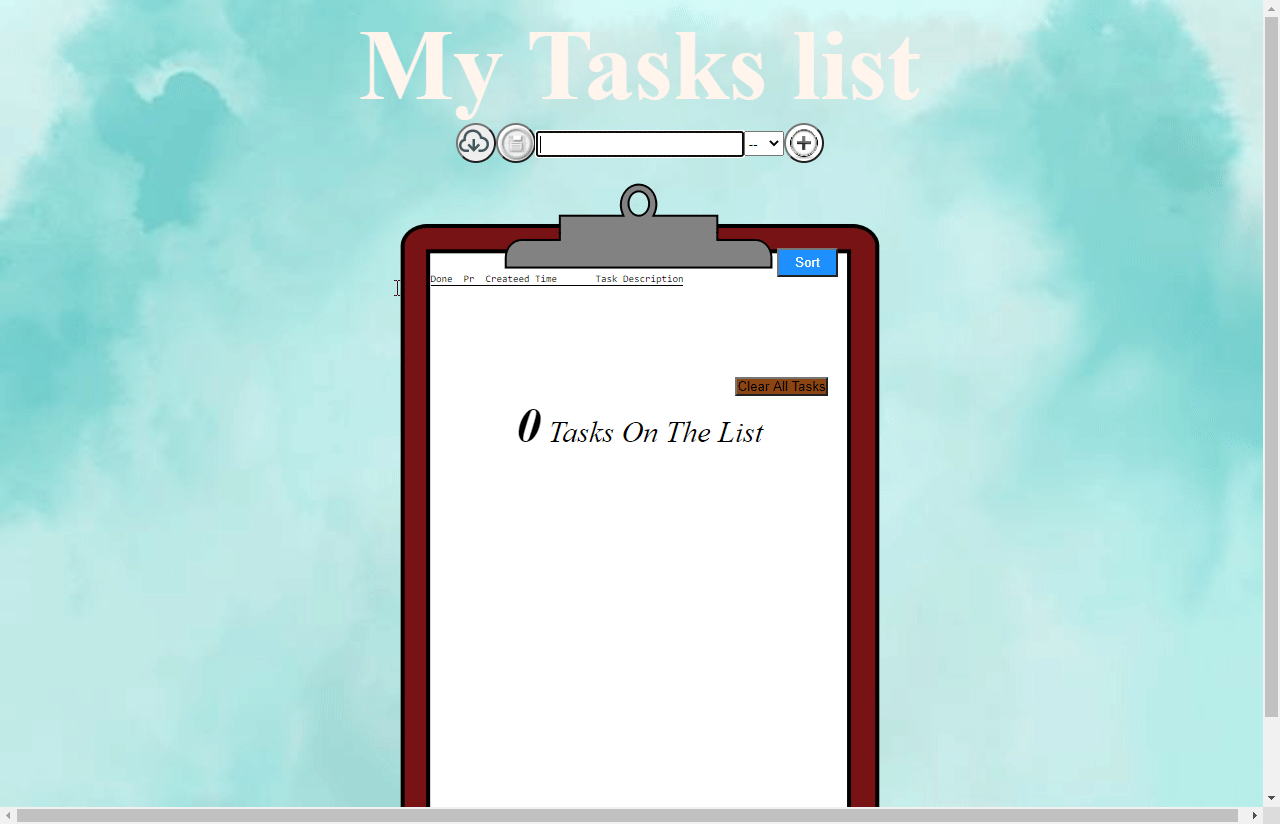 My Tasks list
--
Sort
Done Pr Createed Time Task Description
Clear All Tasks
0 Tasks On The List